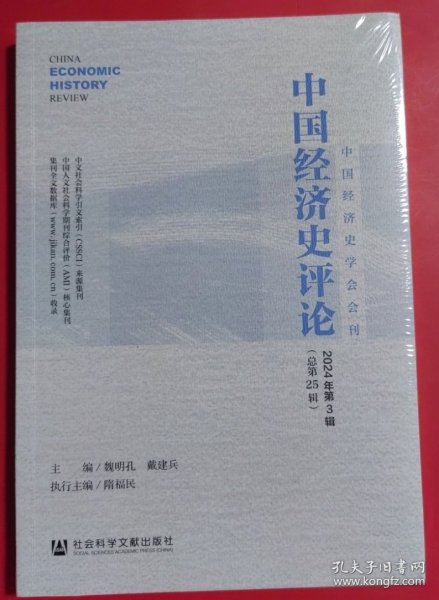 CHINA
ECONOMIC
HISTORY
REVIEW
中国经济史评论
中国经济史学会会刊
2024年第3辑
(总第25辑)
中文社会科学引文索引(CSSCI)来源集刊
中国人文社会科学期刊综合评价(AMI)核心集刊
集刊全文数据库(www.jikan.com.cn)收录
主 编/魏明孔 戴建兵
执行主编/隋福民
社会科学文献出版社
SOCIAL SCIENCES ACADEMIC PRESS (CHINA)
孔夫子旧书网
www.kongfz.com